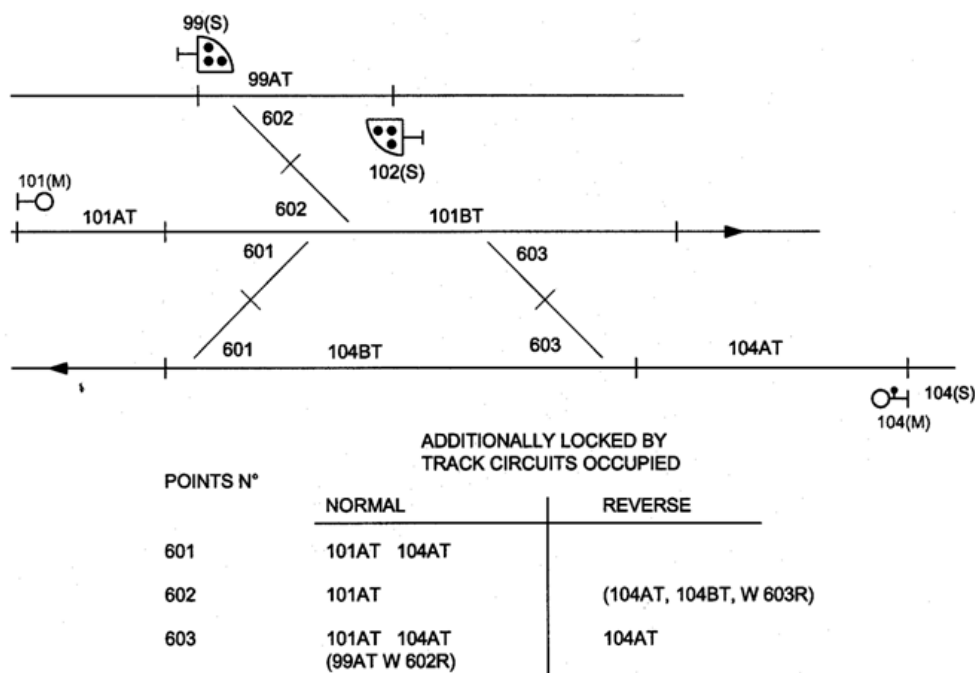 99(S)
99AT
602
102(S)
101(M)
101AT
602
101BT
601
603
601
104BT
603
104AT
104(S)
104(M)
ADDITIONALLY LOCKED BY
TRACK CIRCUITS OCCUPIED
POINTS N°
NORMAL
REVERSE
601
101AT 104AT
602
101AT
(104AT, 104BT, W 603R)
603
101AT 104AT
104AT
(99AT W 602R)